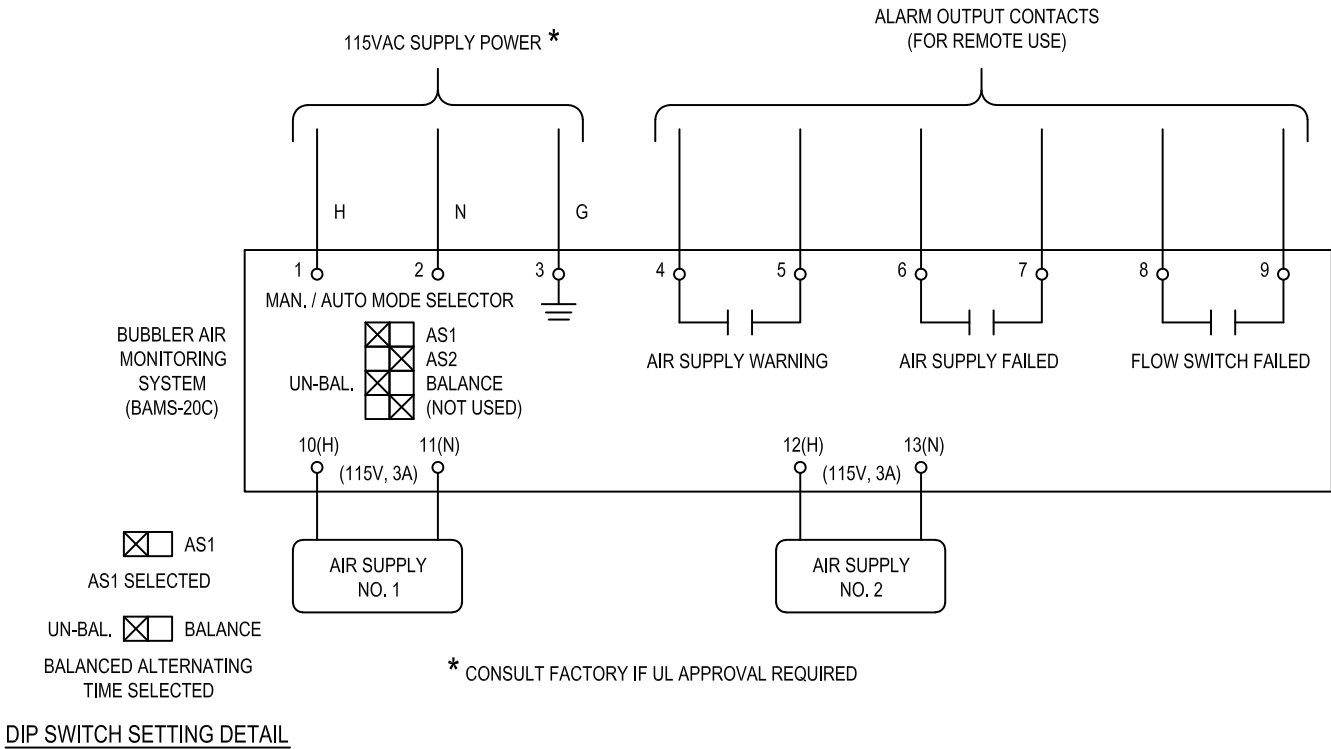 115VAC SUPPLY POWER *
ALARM OUTPUT CONTACTS
(FOR REMOTE USE)
H
N
G
1
2
3
4
5
6
7
8
9
MAN. / AUTO MODE SELECTOR
AS1
AS2
UN-BAL.
BALANCE
(NOT USED)
BUBBLER AIR
MONITORING
SYSTEM
(BAMS-20C)
AIR SUPPLY WARNING
AIR SUPPLY FAILED
FLOW SWITCH FAILED
10(H)
11(N)
(115V, 3A)
12(H)
13(N)
(115V, 3A)
AIR SUPPLY
NO. 1
AIR SUPPLY
NO. 2
AS1
AS1 SELECTED
UN-BAL.
BALANCE
BALANCED ALTERNATING
TIME SELECTED
* CONSULT FACTORY IF UL APPROVAL REQUIRED
DIP SWITCH SETTING DETAIL